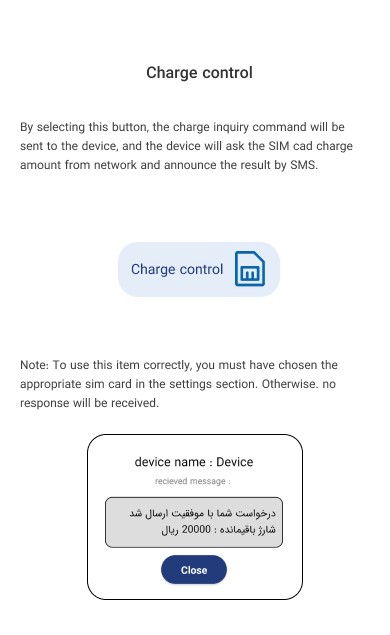 Charge control
By selecting this button, the charge inquiry command will be
sent to the device, and the device will ask the SIM cad charge
amount from network and announce the result by SMS.
Charge control
Note: To use this item correctly, you must have chosen the
appropriate sim card in the settings section. Otherwise. no
response will be received.
device name : Device
recieved message :
درخواست شما با موفقیت ارسال شد
شارژ باقیمانده : 20000 ریال
Close